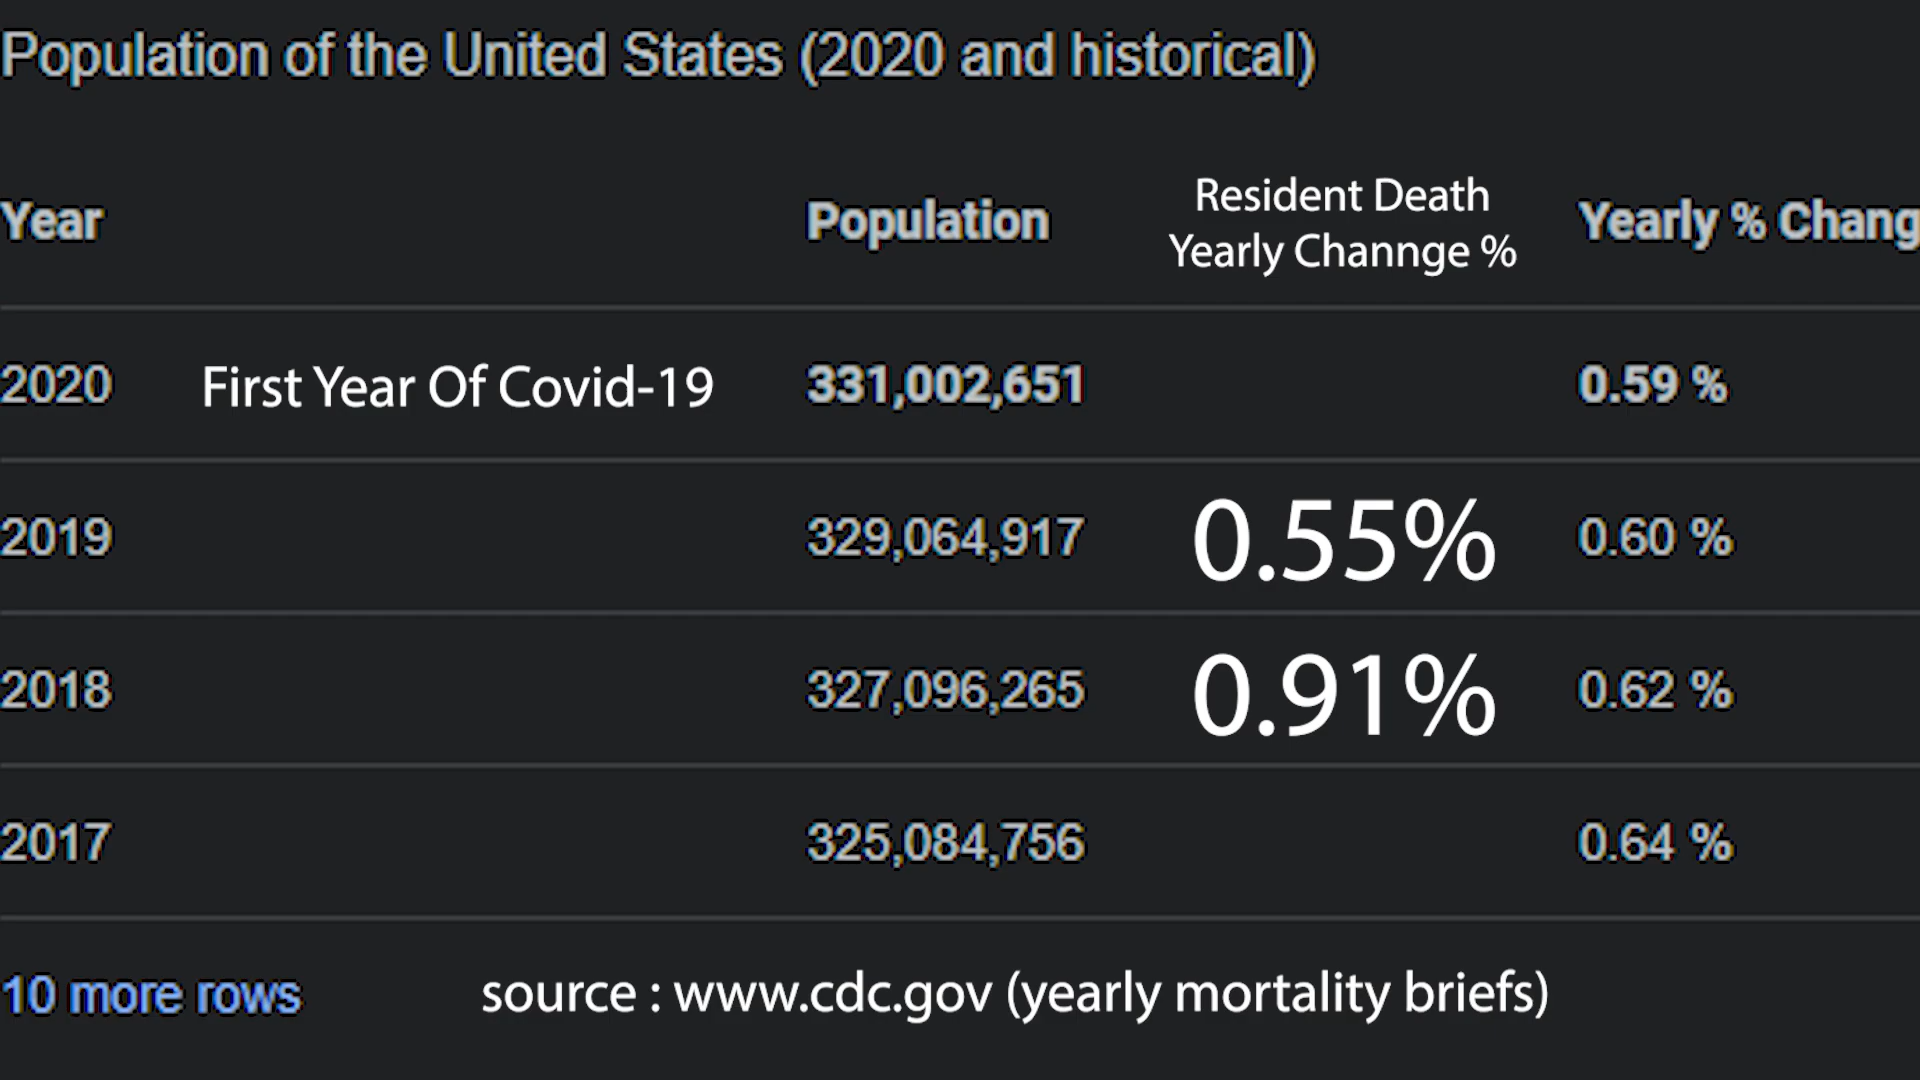 Population of the United States (2020 and historical)
Year Population Resident Death Yearly % Chang
Yearly Channge %
2020 First Year Of Covid-19 331,002,651 0.59 %
2019 329,064,917 0.55% 0.60 %
2018 327,096,265 0.91% 0.62 %
2017 325,084,756 0.64 %
10 more rows source : www.cdc.gov (yearly mortality briefs)